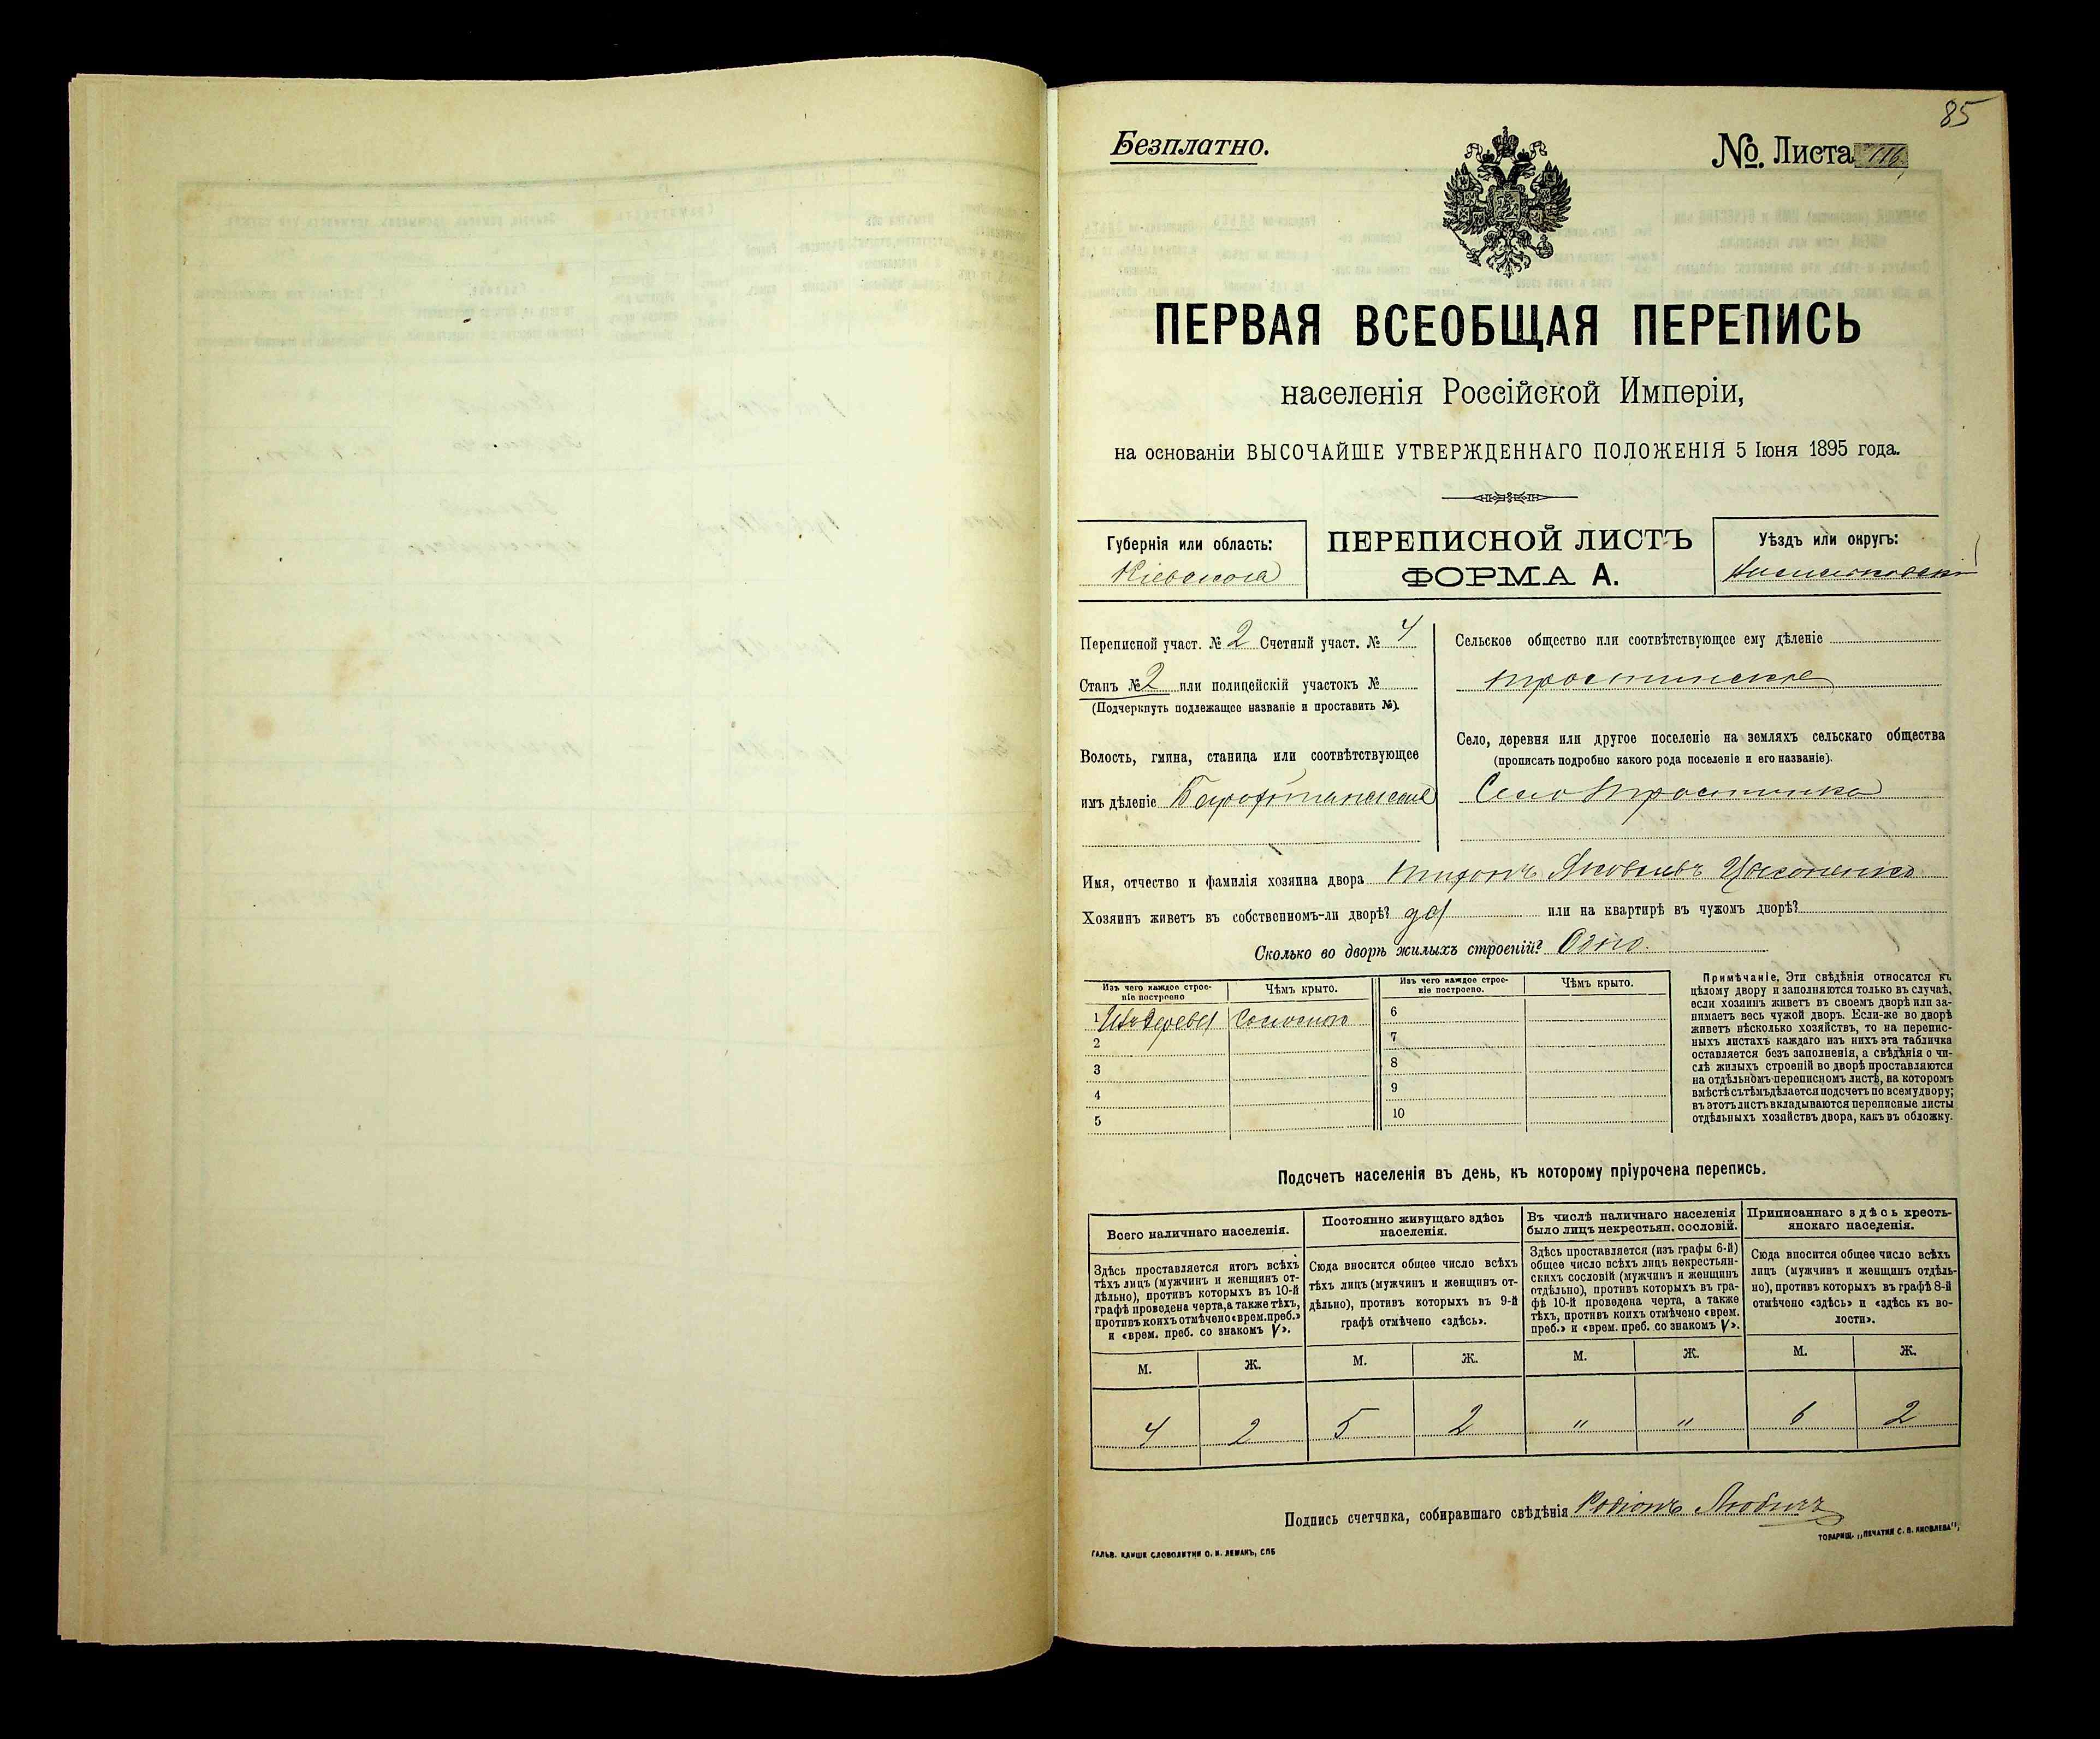 85
Безплатно.
№ Листа 116
ПЕРВАЯ ВСЕОБЩАЯ ПЕРЕПИСЬ
населенія Россійской Имперіи,
на основаніи ВЫСОЧАЙШЕ УТВЕРЖДЕННАГО ПОЛОЖЕНІЯ 5 Іюня 1895 года.
Губернія или область:
Кіевская
ПЕРЕПИСНОЙ ЛИСТЪ
ФОРМА А.
Уѣздъ или округъ:
Переписной участ. № 2 Счетный участ. № 4
Станъ № 2 или полицейскій участокъ №
(Подчеркнуть подлежащее названіе и проставить №).
Волость, гмина, станица или соотвѣтствующее
имъ дѣленіе
Сельское общество или соотвѣтствующее ему дѣленіе
Тростинское
Село, деревня или другое поселеніе на земляхъ сельскаго общества
(прописать подробно какого рода поселеніе и его названіе).
Село Тростинка
Имя, отчество и фамилія хозяина двора Яковлевъ
Хозяинъ живетъ въ собственномъ-ли дворѣ? да или на квартирѣ въ чужомъ дворѣ?
Сколько во дворѣ жилыхъ строеній? Одно.
Изъ чего каждое строе-
ніе построено
Чѣмъ крыто.
Изъ чего каждое строе-
ніе построено.
Чѣмъ крыто.
1 Изъ дерева Соломою
2
3
4
5
6
7
8
9
10
Примѣчаніе. Эти свѣдѣнія относятся къ
цѣлому двору и заполняются только въ случаѣ,
если хозяинъ живетъ въ своемъ дворѣ или за-
нимаетъ весь чужой дворъ. Если-же во дворѣ
живетъ нѣсколько хозяйствъ, то на перепис-
ныхъ листахъ каждаго изъ нихъ эта табличка
оставляется безъ заполненія, а свѣдѣнія о чи-
слѣ жилыхъ строеній во дворѣ проставляются
на отдѣльномъ переписномъ листѣ, на которомъ
вмѣстѣ съ тѣмъ дѣлается подсчетъ по всему двору;
въ этотъ листъ вкладываются переписные листы
отдѣльныхъ хозяйствъ двора, какъ въ обложку.
Подсчетъ населенія въ день, къ которому пріурочена перепись.
Всего наличнаго населенія.
Здѣсь проставляется итогъ всѣхъ
тѣхъ лицъ (мужчинъ и женщинъ от-
дѣльно), противъ которыхъ въ 10-й
графѣ проведена черта, а также тѣхъ,
противъ коихъ отмѣчено «врем. преб.»
и «врем. преб. со знакомъ V».
Постоянно живущаго здѣсь
населенія.
Сюда вносится общее число всѣхъ
тѣхъ лицъ (мужчинъ и женщинъ от-
дѣльно), противъ которыхъ въ 9-й
графѣ отмѣчено «здѣсь».
Въ числѣ наличнаго населенія
было лицъ некрестьян. сословій.
Здѣсь проставляется (изъ графы 6-й)
общее число всѣхъ лицъ некрестьян-
скихъ сословій (мужчинъ и женщинъ
отдѣльно), противъ которыхъ въ гра-
фѣ 10-й проведена черта, а также
тѣхъ, противъ коихъ отмѣчено «врем.
преб.» и «врем. преб. со знакомъ V».
Приписаннаго здѣсь кресть-
янскаго населенія.
Сюда вносится общее число всѣхъ
лицъ (мужчинъ и женщинъ отдѣль-
но), противъ которыхъ въ графѣ 8-й
отмѣчено «здѣсь» и «здѣсь къ во-
лости».
М. Ж. М. Ж. М. Ж. М. Ж.
4 2 5 2 " " 6 2
Подпись счетчика, собиравшаго свѣдѣнія Родіонъ
ГАЛЬВ. КЛИШЕ СЛОВОЛИТНИ О. И. ЛЕМАНЪ, СПБ
ТОВАРИЩ. „ПЕЧАТНЯ С. П. ЯКОВЛЕВА",